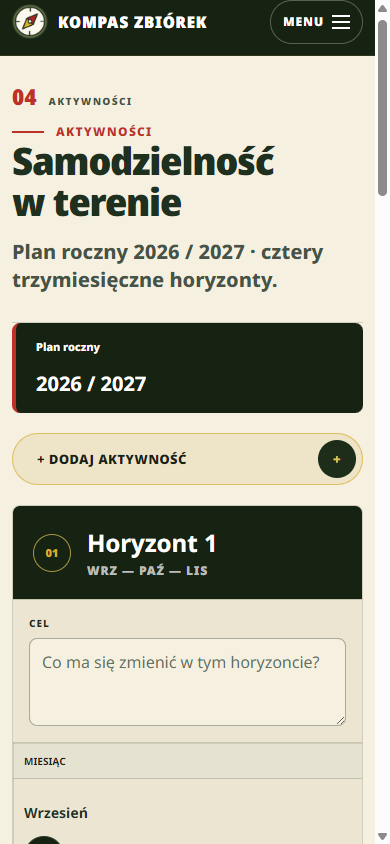 KOMPAS ZBIÓREK
MENU
04 AKTYWNOŚCI
AKTYWNOŚCI
Samodzielność
w terenie
Plan roczny 2026 / 2027 · cztery
trzymiesięczne horyzonty.
Plan roczny
2026 / 2027
+ DODAJ AKTYWNOŚĆ
+
01
Horyzont 1
WRZ — PAŹ — LIS
CEL
Co ma się zmienić w tym horyzoncie?
MIESIĄC
Wrzesień